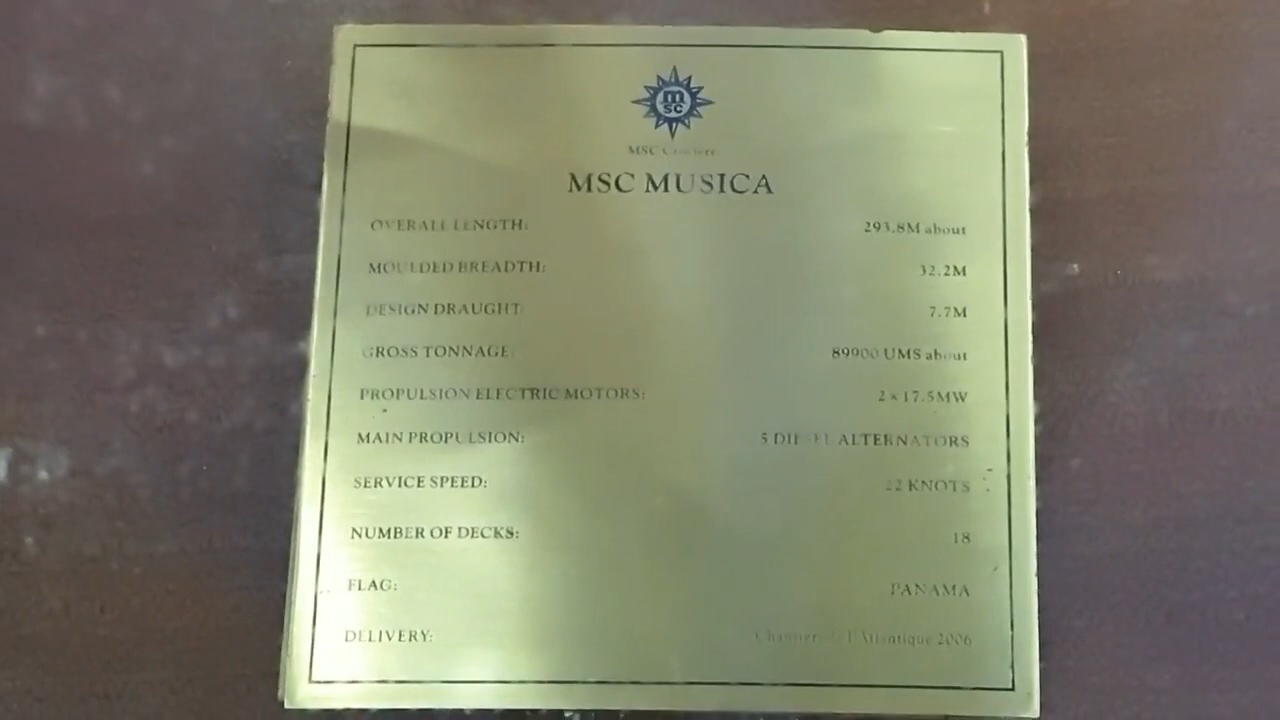 m
SC
MSC Crociere
MSC MUSICA
OVERALL LENGTH: 293.8M about
MOULDED BREADTH: 32.2M
DESIGN DRAUGHT: 7.7M
GROSS TONNAGE: 89900 UMS about
PROPULSION ELECTRIC MOTORS: 2 x 17.5MW
MAIN PROPULSION: 5 DIESEL ALTERNATORS
SERVICE SPEED: 22 KNOTS
NUMBER OF DECKS: 18
FLAG: PANAMA
DELIVERY: Chantiers de l'Atlantique 2006